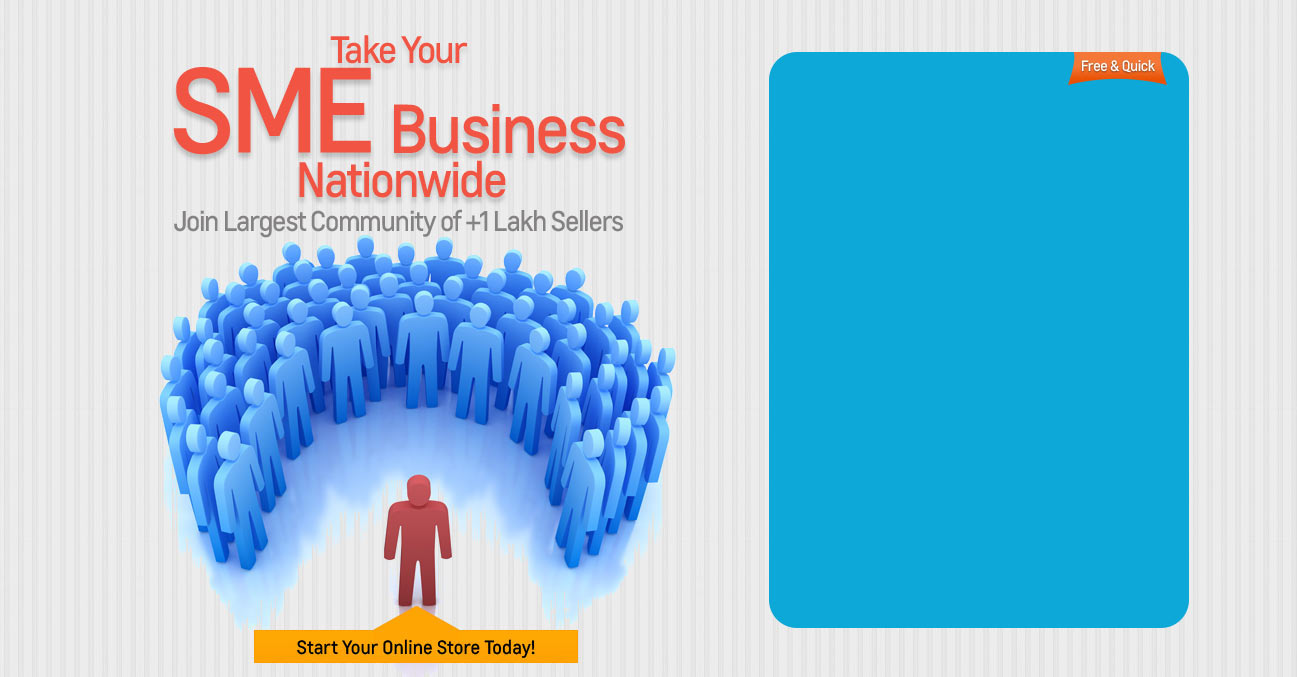 Take Your
SME Business
Nationwide
Join Largest Community of +1 Lakh Sellers
Start Your Online Store Today!
Free & Quick